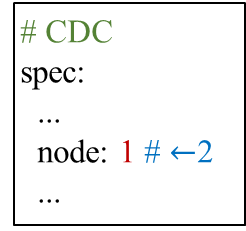 # CDC
spec:
...
node: 1 # ←2
...